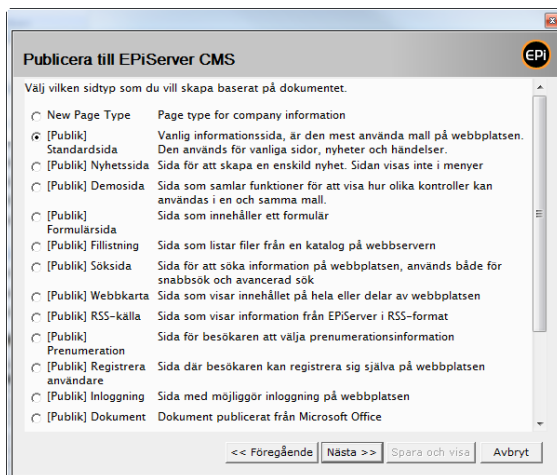 Publicera till EPiServer CMS
EPi
Välj vilken sidtyp som du vill skapa baserat på dokumentet.
New Page Type Page type for company information
[Publik] Vanlig informationssida, är den mest använda mall på webbplatsen.
Standardsida Den används för vanliga sidor, nyheter och händelser.
[Publik] Nyhetssida Sida för att skapa en enskild nyhet. Sidan visas inte i menyer
[Publik] Demosida Sida som samlar funktioner för att visa hur olika kontroller kan
användas i en och samma mall.
[Publik] Sida som innehåller ett formulär
Formulärsida
[Publik] Fillistning Sida som listar filer från en katalog på webbservern
[Publik] Söksida Sida för att söka information på webbplatsen, används både för
snabbsök och avancerad sök
[Publik] Webbkarta Sida som visar innehållet på hela eller delar av webbplatsen
[Publik] RSS-källa Sida som visar information från EPiServer i RSS-format
[Publik] Sida för besökaren att välja prenumerationsinformation
Prenumeration
[Publik] Registrera Sida där besökaren kan registrera sig själva på webbplatsen
användare
[Publik] Inloggning Sida med möjliggör inloggning på webbplatsen
[Publik] Dokument Dokument publicerat från Microsoft Office
<< Föregående Nästa >> Spara och visa Avbryt